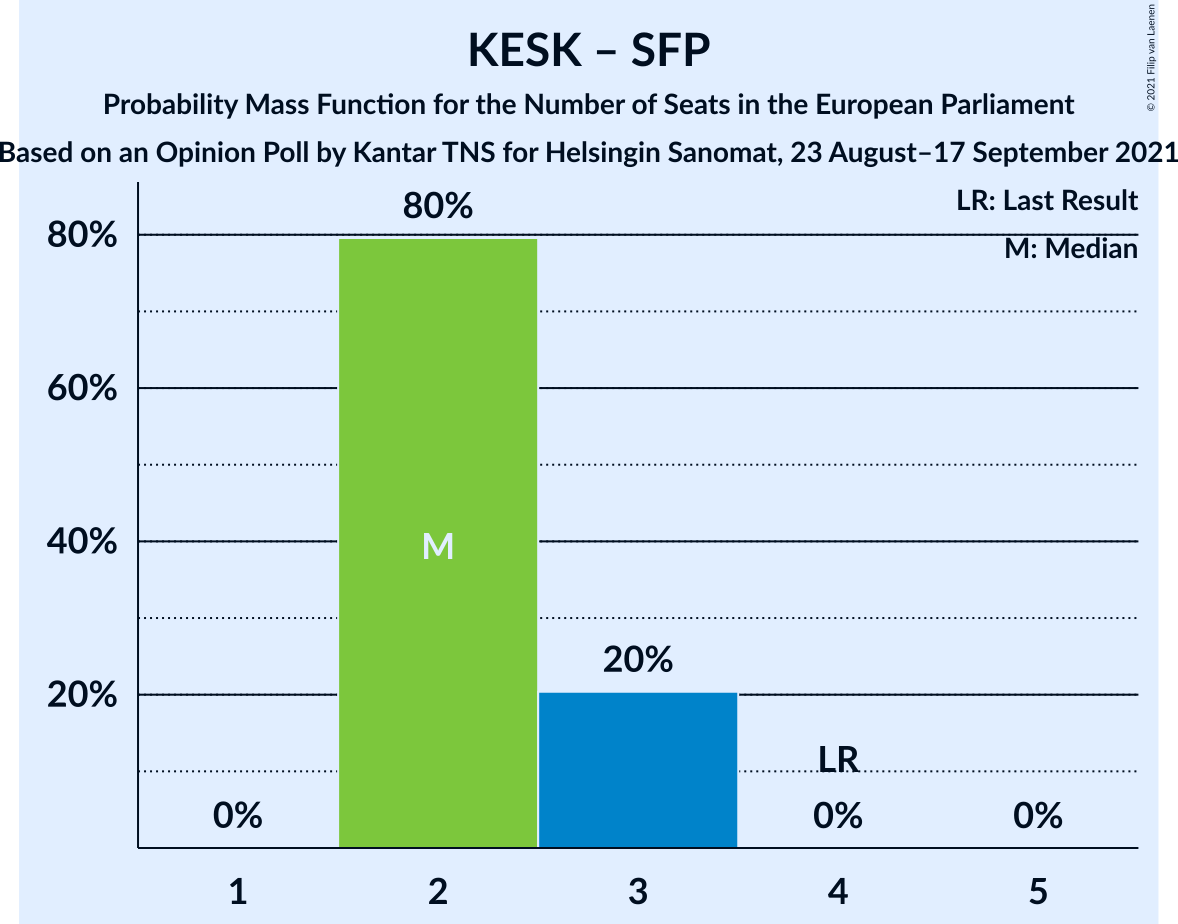 KESK – SFP
© 2021 Filip van Laenen
Probability Mass Function for the Number of Seats in the European Parliament
Based on an Opinion Poll by Kantar TNS for Helsingin Sanomat, 23 August–17 September 2021
LR: Last Result
M: Median
80%
80%
60%
40%
M
20%
20%
LR
0%
0%
0%
1
2
3
4
5